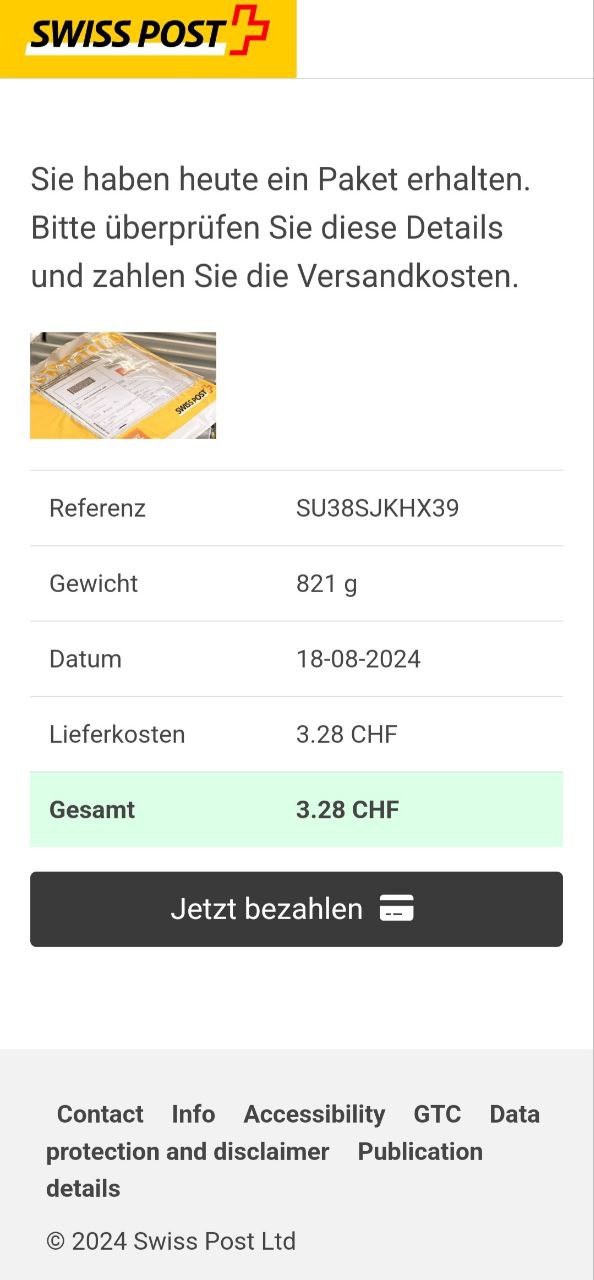 SWISS POST
Sie haben heute ein Paket erhalten.
Bitte überprüfen Sie diese Details
und zahlen Sie die Versandkosten.
SWISS POST
Referenz SU38SJKHX39
Gewicht 821 g
Datum 18-08-2024
Lieferkosten 3.28 CHF
Gesamt 3.28 CHF
Jetzt bezahlen
Contact Info Accessibility GTC Data
protection and disclaimer Publication
details
© 2024 Swiss Post Ltd